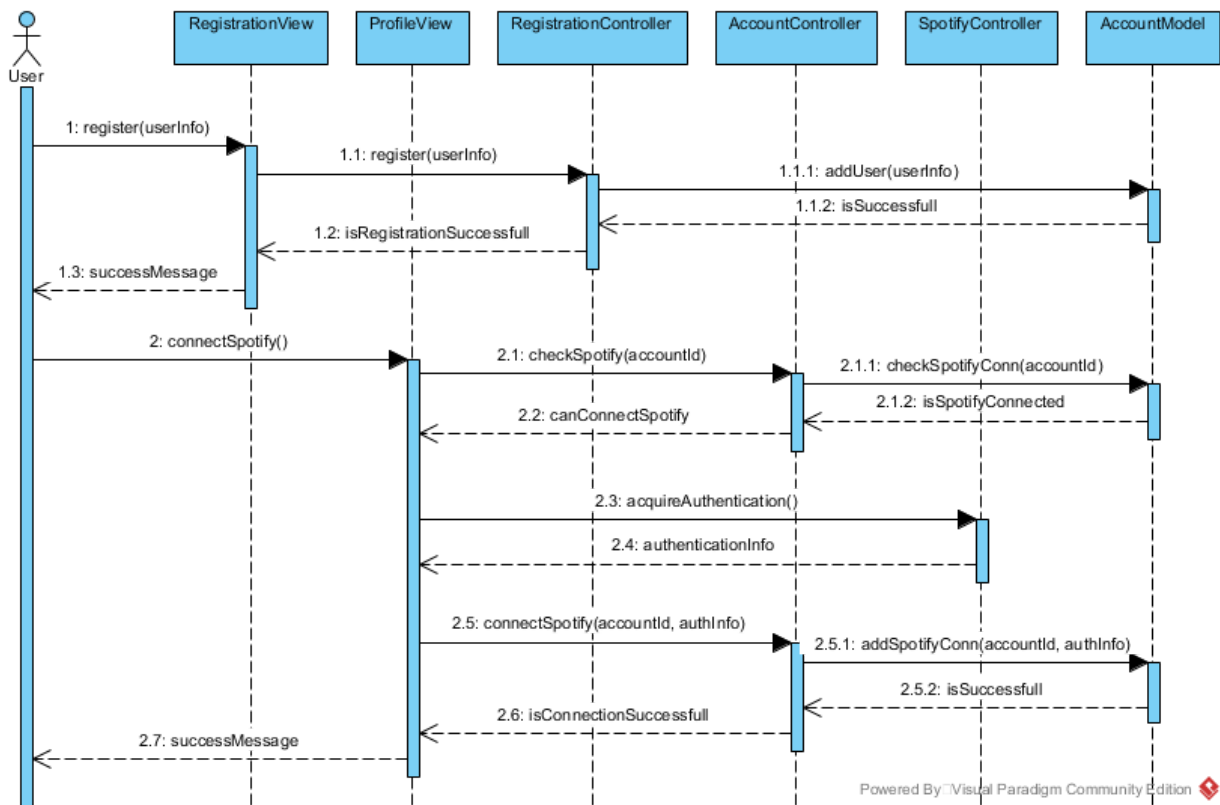 RegistrationView
ProfileView
RegistrationController
AccountController
SpotifyController
AccountModel
User
1: register(userInfo)
1.1: register(userInfo)
1.1.1: addUser(userInfo)
1.1.2: isSuccessfull
1.2: isRegistrationSuccessfull
1.3: successMessage
2: connectSpotify()
2.1: checkSpotify(accountId)
2.1.1: checkSpotifyConn(accountId)
2.1.2: isSpotifyConnected
2.2: canConnectSpotify
2.3: acquireAuthentication()
2.4: authenticationInfo
2.5: connectSpotify(accountId, authInfo)
2.5.1: addSpotifyConn(accountId, authInfo)
2.5.2: isSuccessfull
2.6: isConnectionSuccessfull
2.7: successMessage
Powered By Visual Paradigm Community Edition